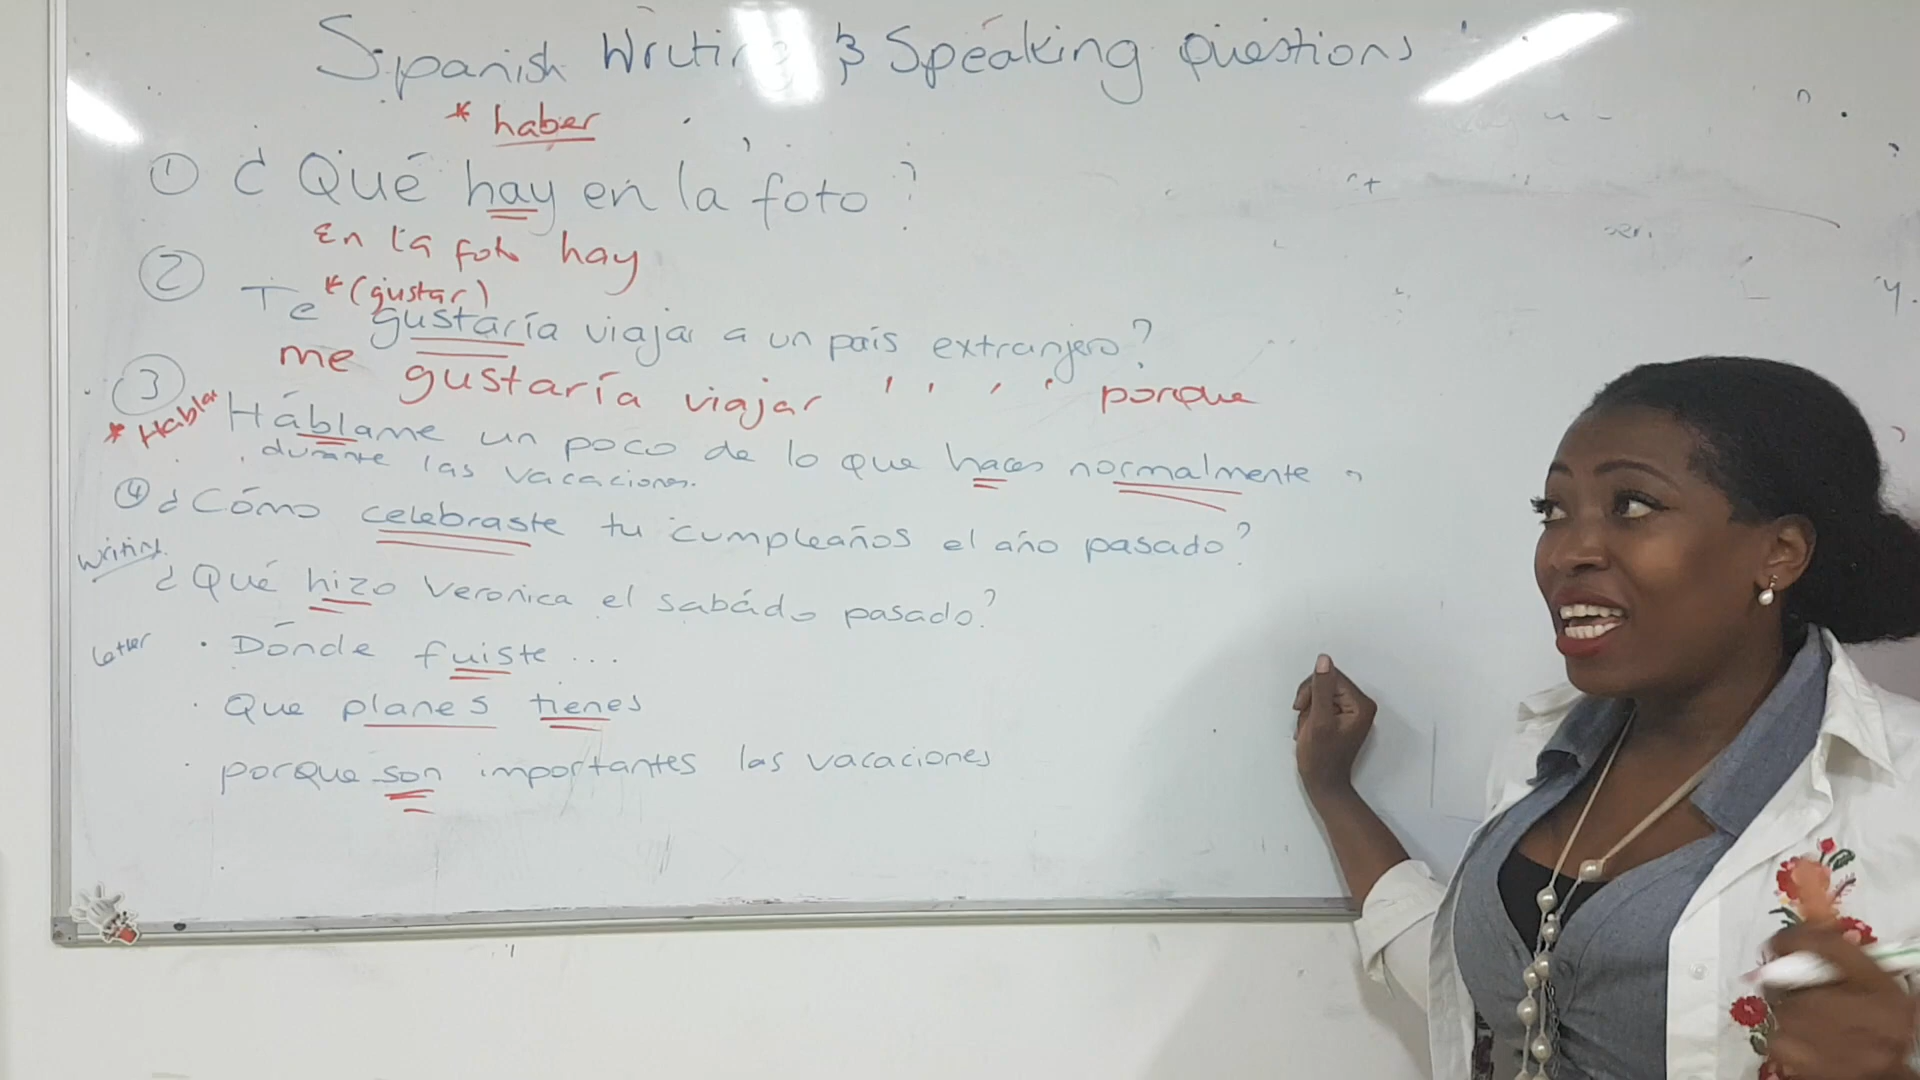 Spanish Writing & Speaking questions
* haber
① ¿ Qué hay en la foto?
En la foto hay
② Te gustaría viajar a un país extranjero?
*(gustar)
me gustaría viajar ' ' ' ' porque
③ Háblame un poco de lo que haces normalmente
* Hablar
durante las vacaciones.
④ ¿Cómo celebraste tu cumpleaños el año pasado?
writing
¿Qué hizo Veronica el sabádo pasado?
letter
· Dónde fuiste ...
· Que planes tienes
· porque son importantes las vacaciones